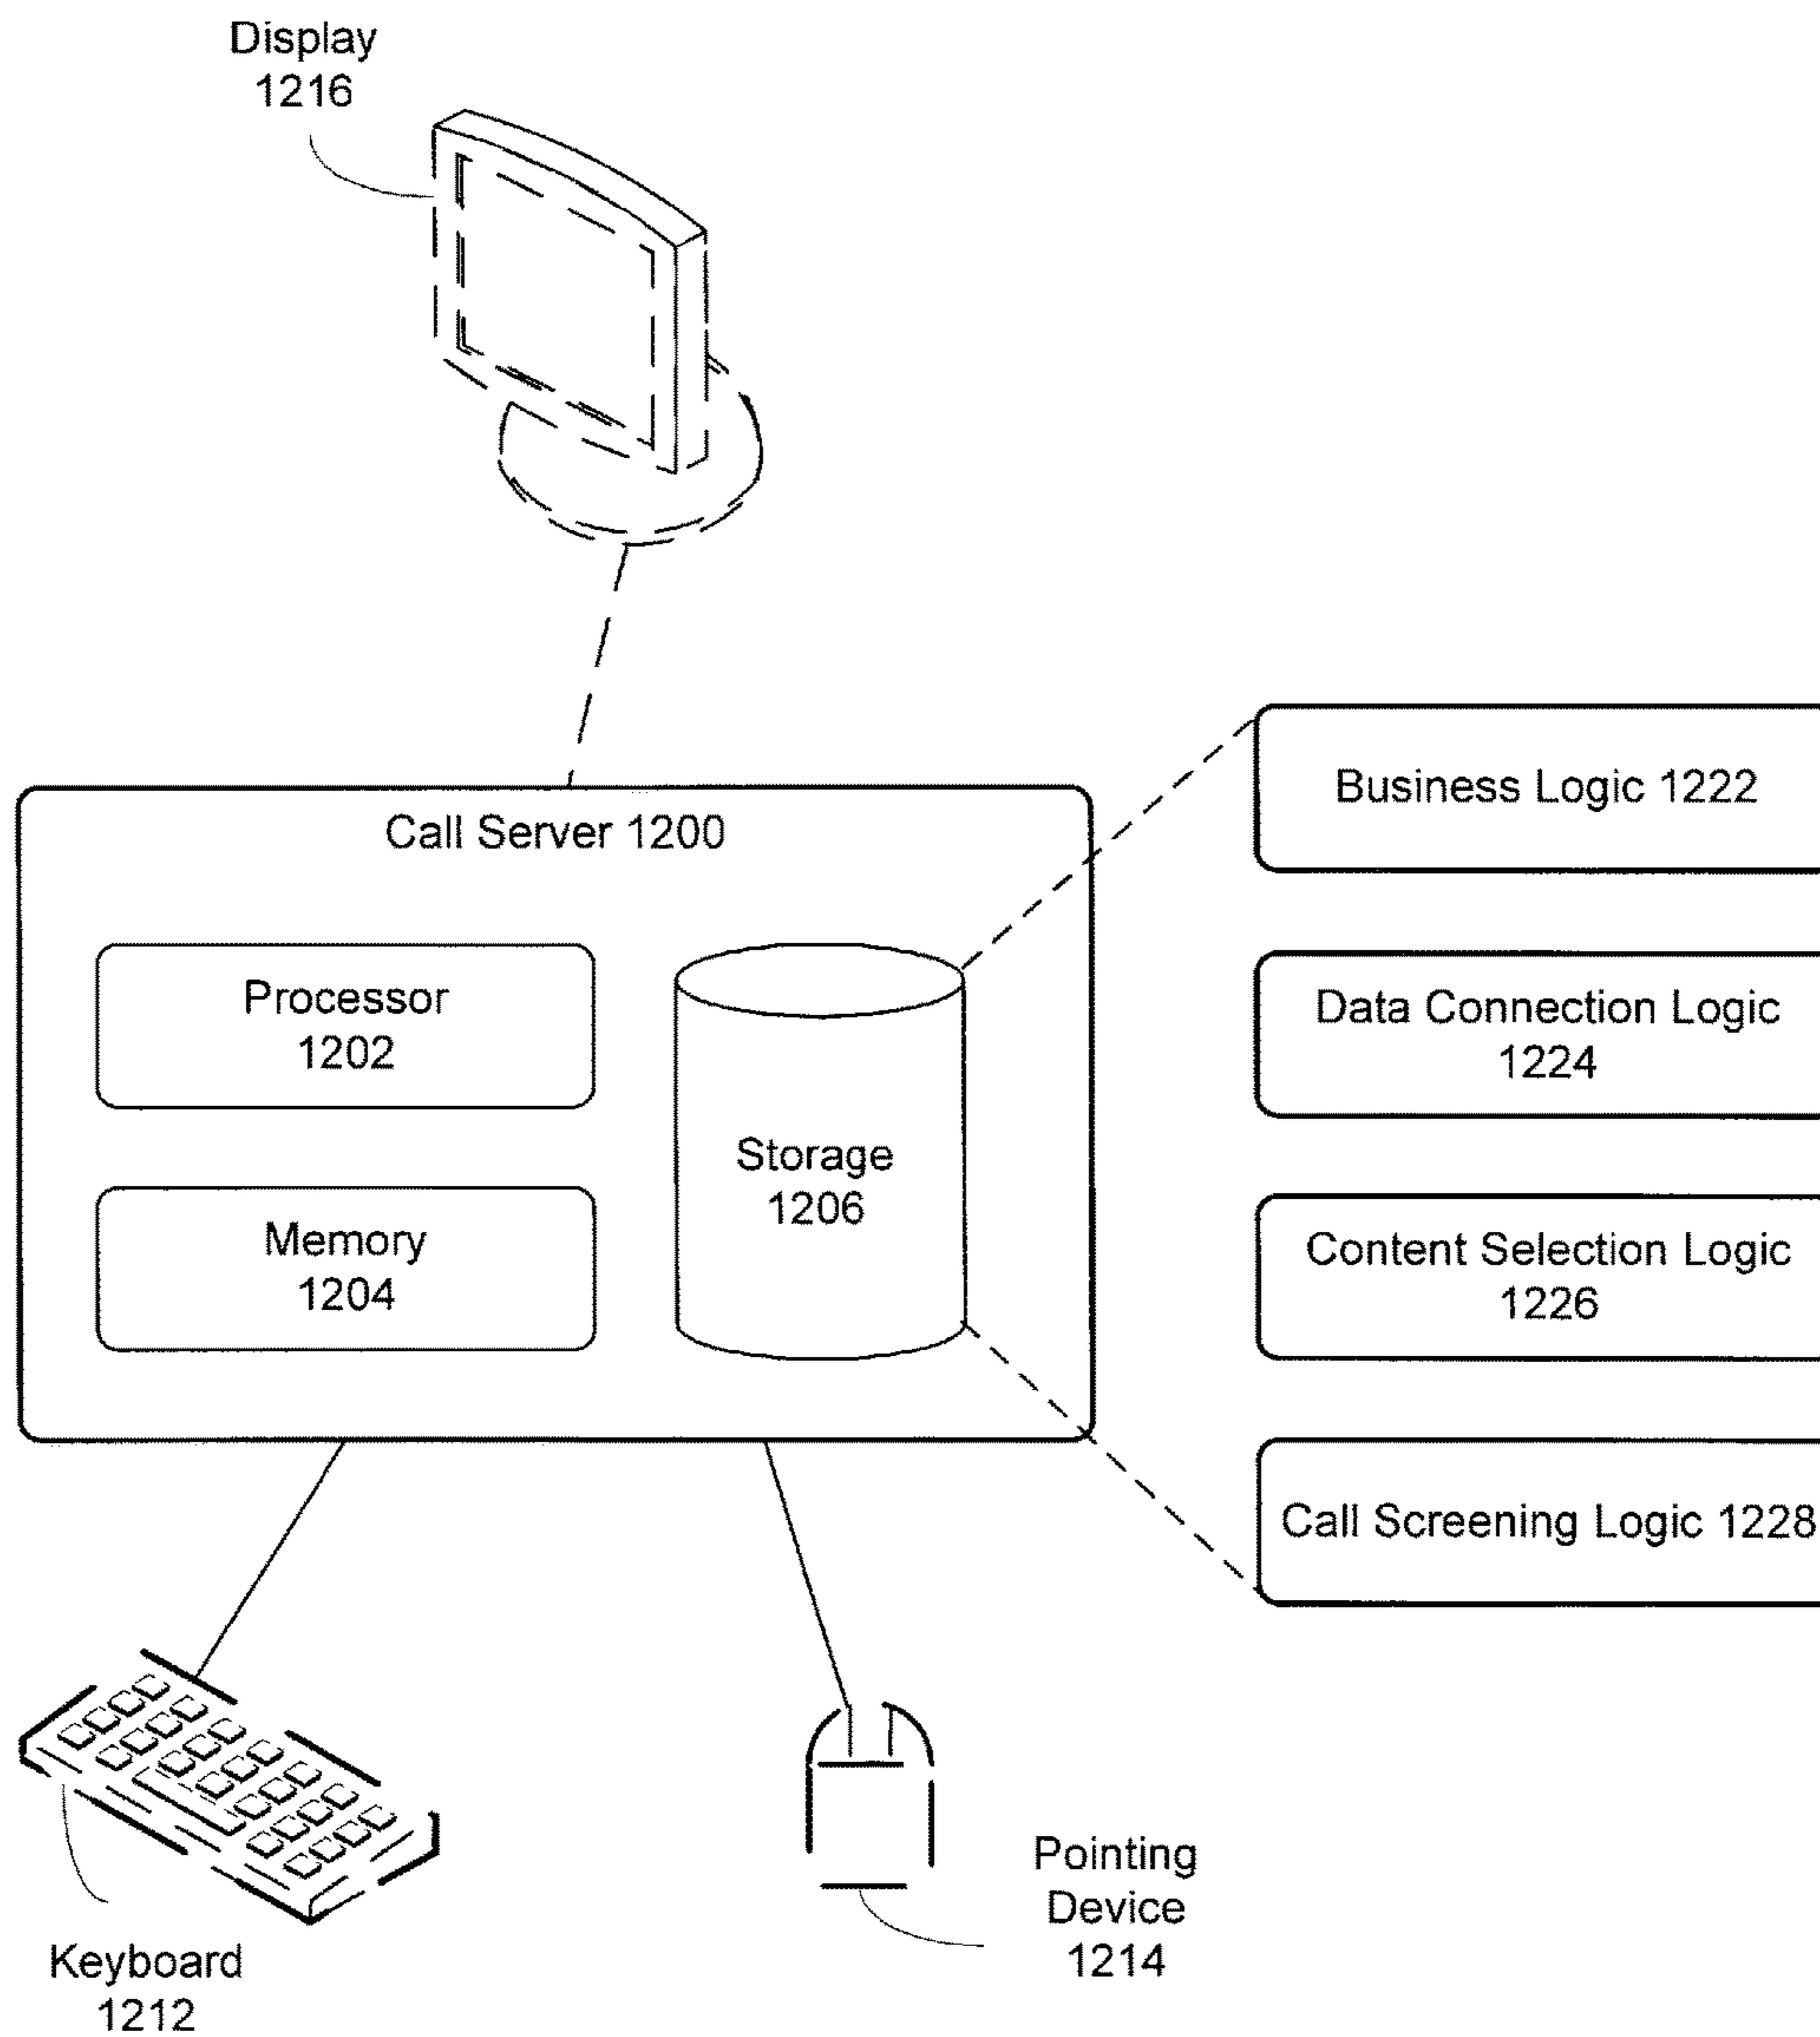 Display
1216
Call Server 1200
Processor
1202
Memory
1204
Storage
1206
Business Logic 1222
Data Connection Logic
1224
Content Selection Logic
1226
Call Screening Logic 1228
Keyboard
1212
Pointing
Device
1214